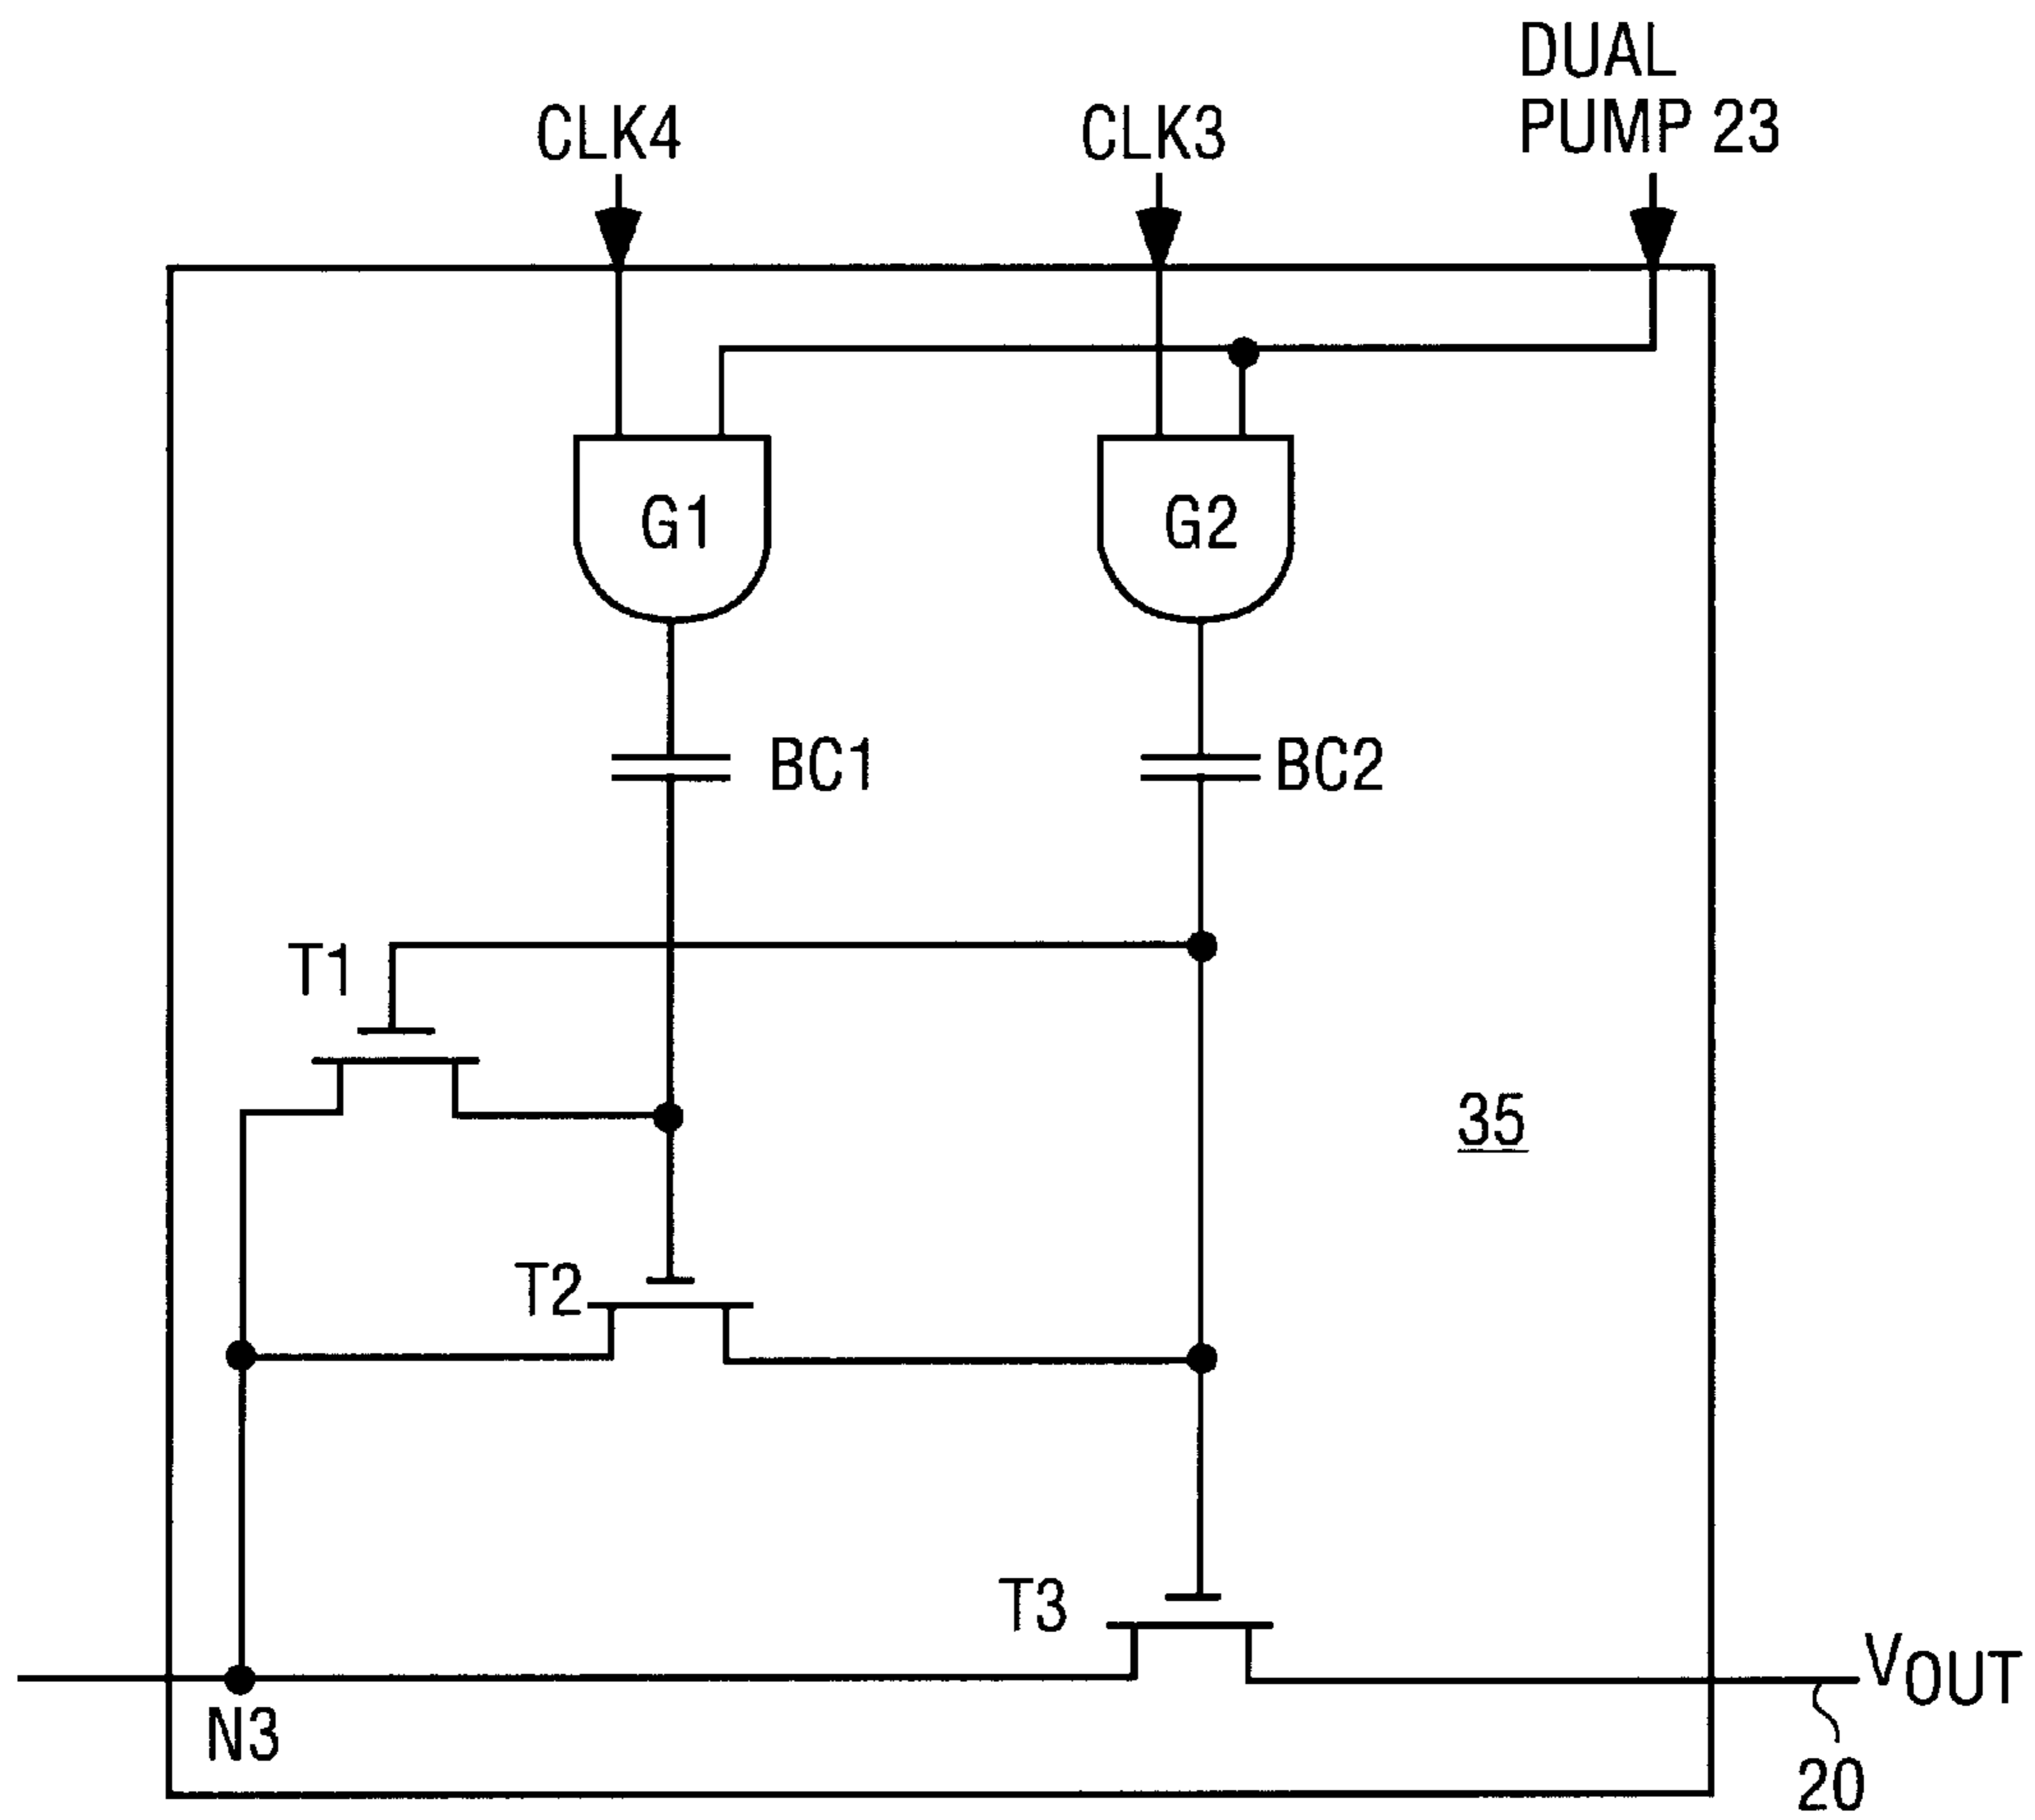 DUAL
PUMP 23
CLK4
CLK3
G1
G2
BC1
BC2
T1
35
T2
T3
VOUT
N3
20